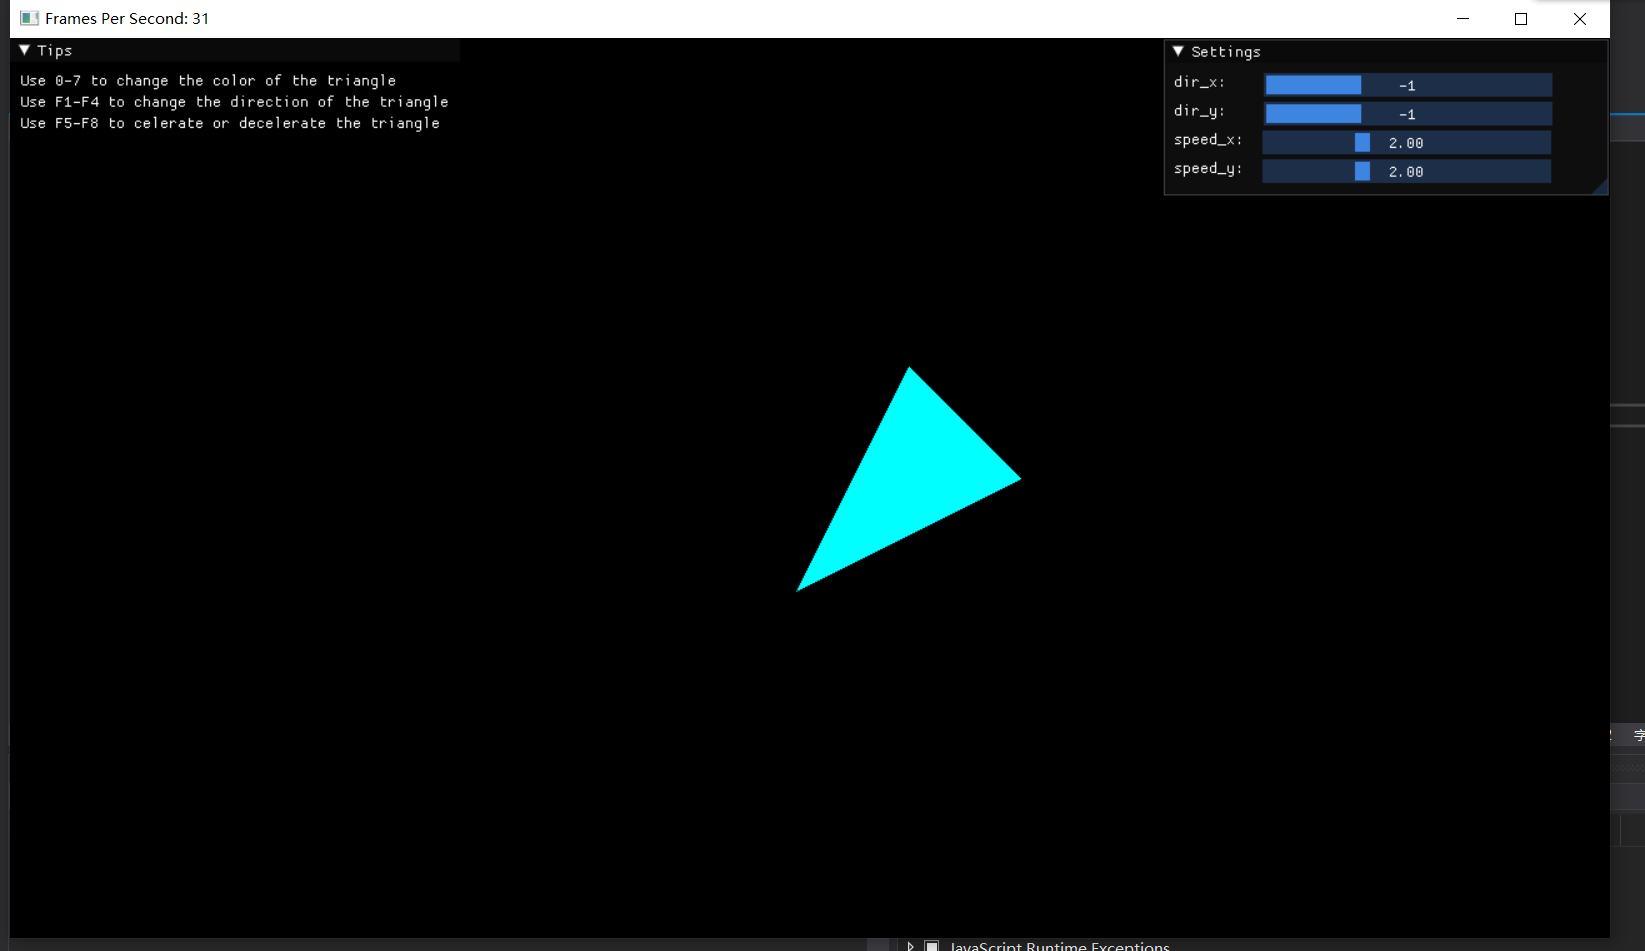 Frames Per Second: 31
Tips
Use 0-7 to change the color of the triangle
Use F1-F4 to change the direction of the triangle
Use F5-F8 to celerate or decelerate the triangle
Settings
dir_x: -1
dir_y: -1
speed_x: 2.00
speed_y: 2.00
字
JavaScript Runtime Exceptions